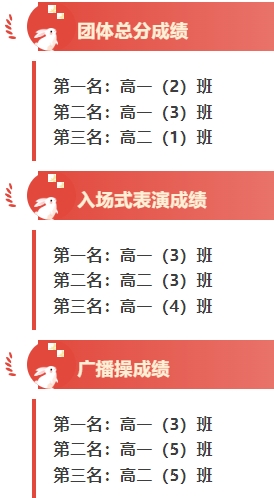 团体总分成绩
第一名：高一（2）班
第二名：高一（3）班
第三名：高二（1）班
入场式表演成绩
第一名：高一（3）班
第二名：高二（3）班
第三名：高一（4）班
广播操成绩
第一名：高一（3）班
第二名：高一（5）班
第三名：高二（5）班